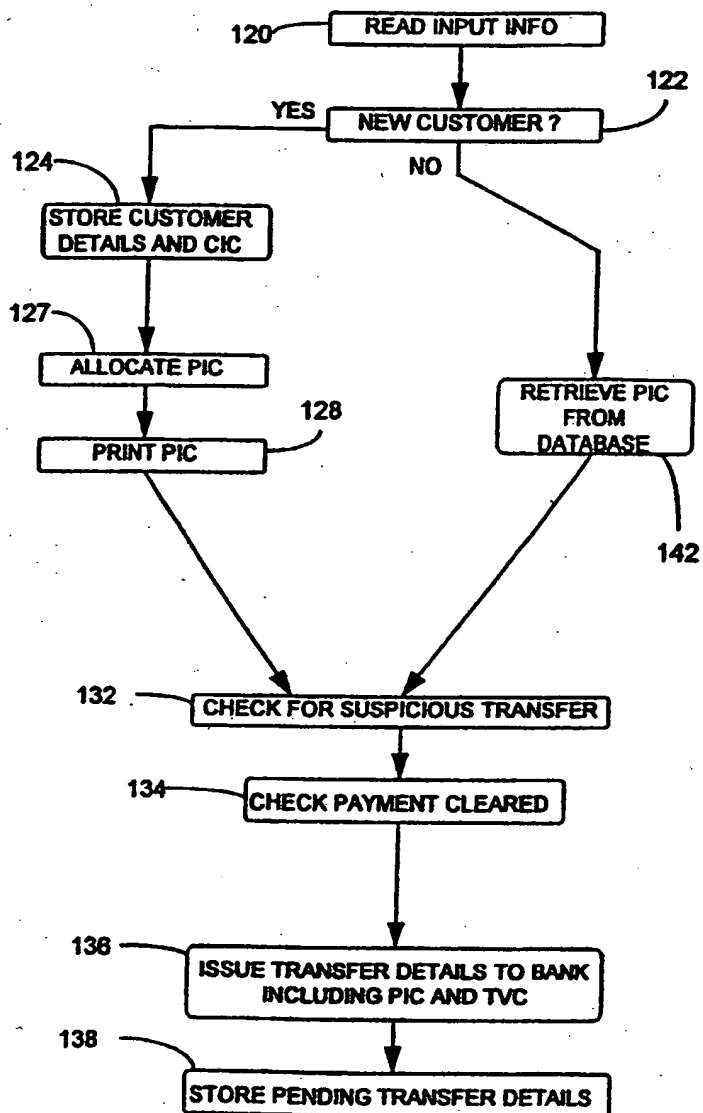 120
READ INPUT INFO
122
YES
NEW CUSTOMER ?
NO
124
STORE CUSTOMER
DETAILS AND CIC
127
ALLOCATE PIC
128
PRINT PIC
RETRIEVE PIC
FROM
DATABASE
142
132
CHECK FOR SUSPICIOUS TRANSFER
134
CHECK PAYMENT CLEARED
136
ISSUE TRANSFER DETAILS TO BANK
INCLUDING PIC AND TVC
138
STORE PENDING TRANSFER DETAILS